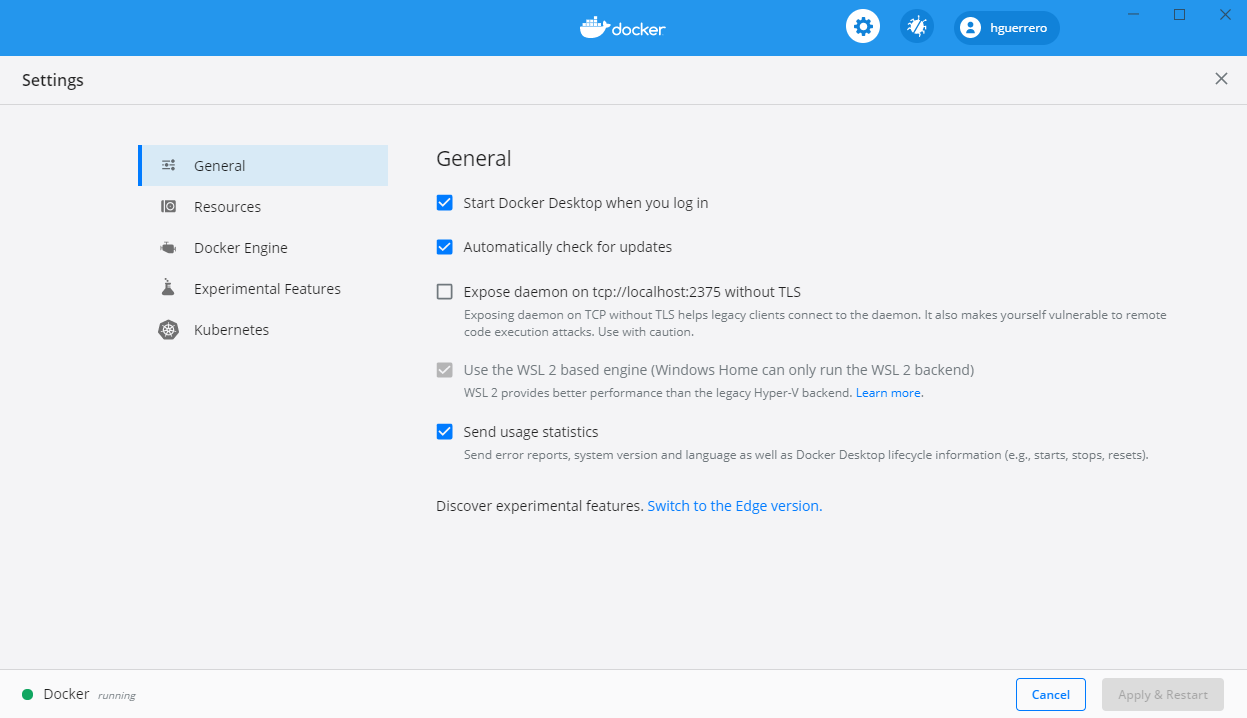 docker
hguerrero
Settings
General
Resources
Docker Engine
Experimental Features
Kubernetes
General
Start Docker Desktop when you log in
Automatically check for updates
Expose daemon on tcp://localhost:2375 without TLS
Exposing daemon on TCP without TLS helps legacy clients connect to the daemon. It also makes yourself vulnerable to remote
code execution attacks. Use with caution.
Use the WSL 2 based engine (Windows Home can only run the WSL 2 backend)
WSL 2 provides better performance than the legacy Hyper-V backend. Learn more.
Send usage statistics
Send error reports, system version and language as well as Docker Desktop lifecycle information (e.g., starts, stops, resets).
Discover experimental features. Switch to the Edge version.
Docker running
Cancel
Apply & Restart